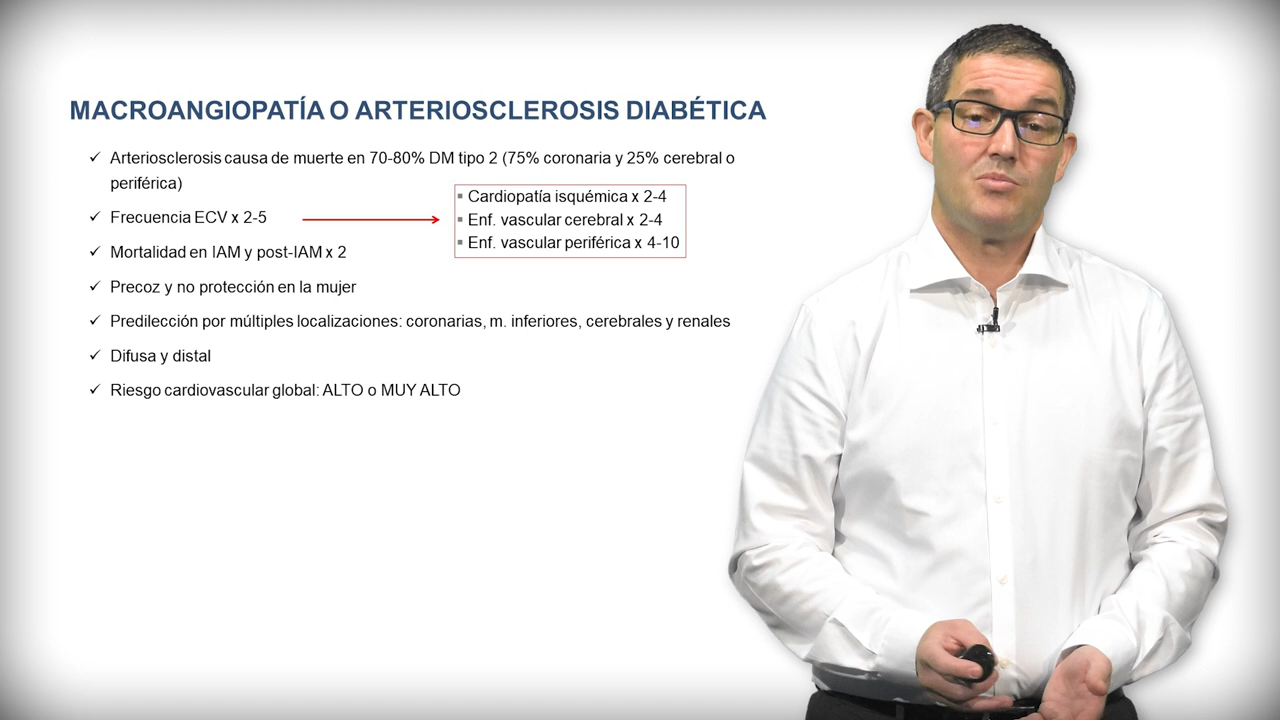 MACROANGIOPATÍA O ARTERIOSCLEROSIS DIABÉTICA
✓ Arteriosclerosis causa de muerte en 70-80% DM tipo 2 (75% coronaria y 25% cerebral o
periférica)
✓ Frecuencia ECV x 2-5
▪ Cardiopatía isquémica x 2-4
▪ Enf. vascular cerebral x 2-4
▪ Enf. vascular periférica x 4-10
✓ Mortalidad en IAM y post-IAM x 2
✓ Precoz y no protección en la mujer
✓ Predilección por múltiples localizaciones: coronarias, m. inferiores, cerebrales y renales
✓ Difusa y distal
✓ Riesgo cardiovascular global: ALTO o MUY ALTO